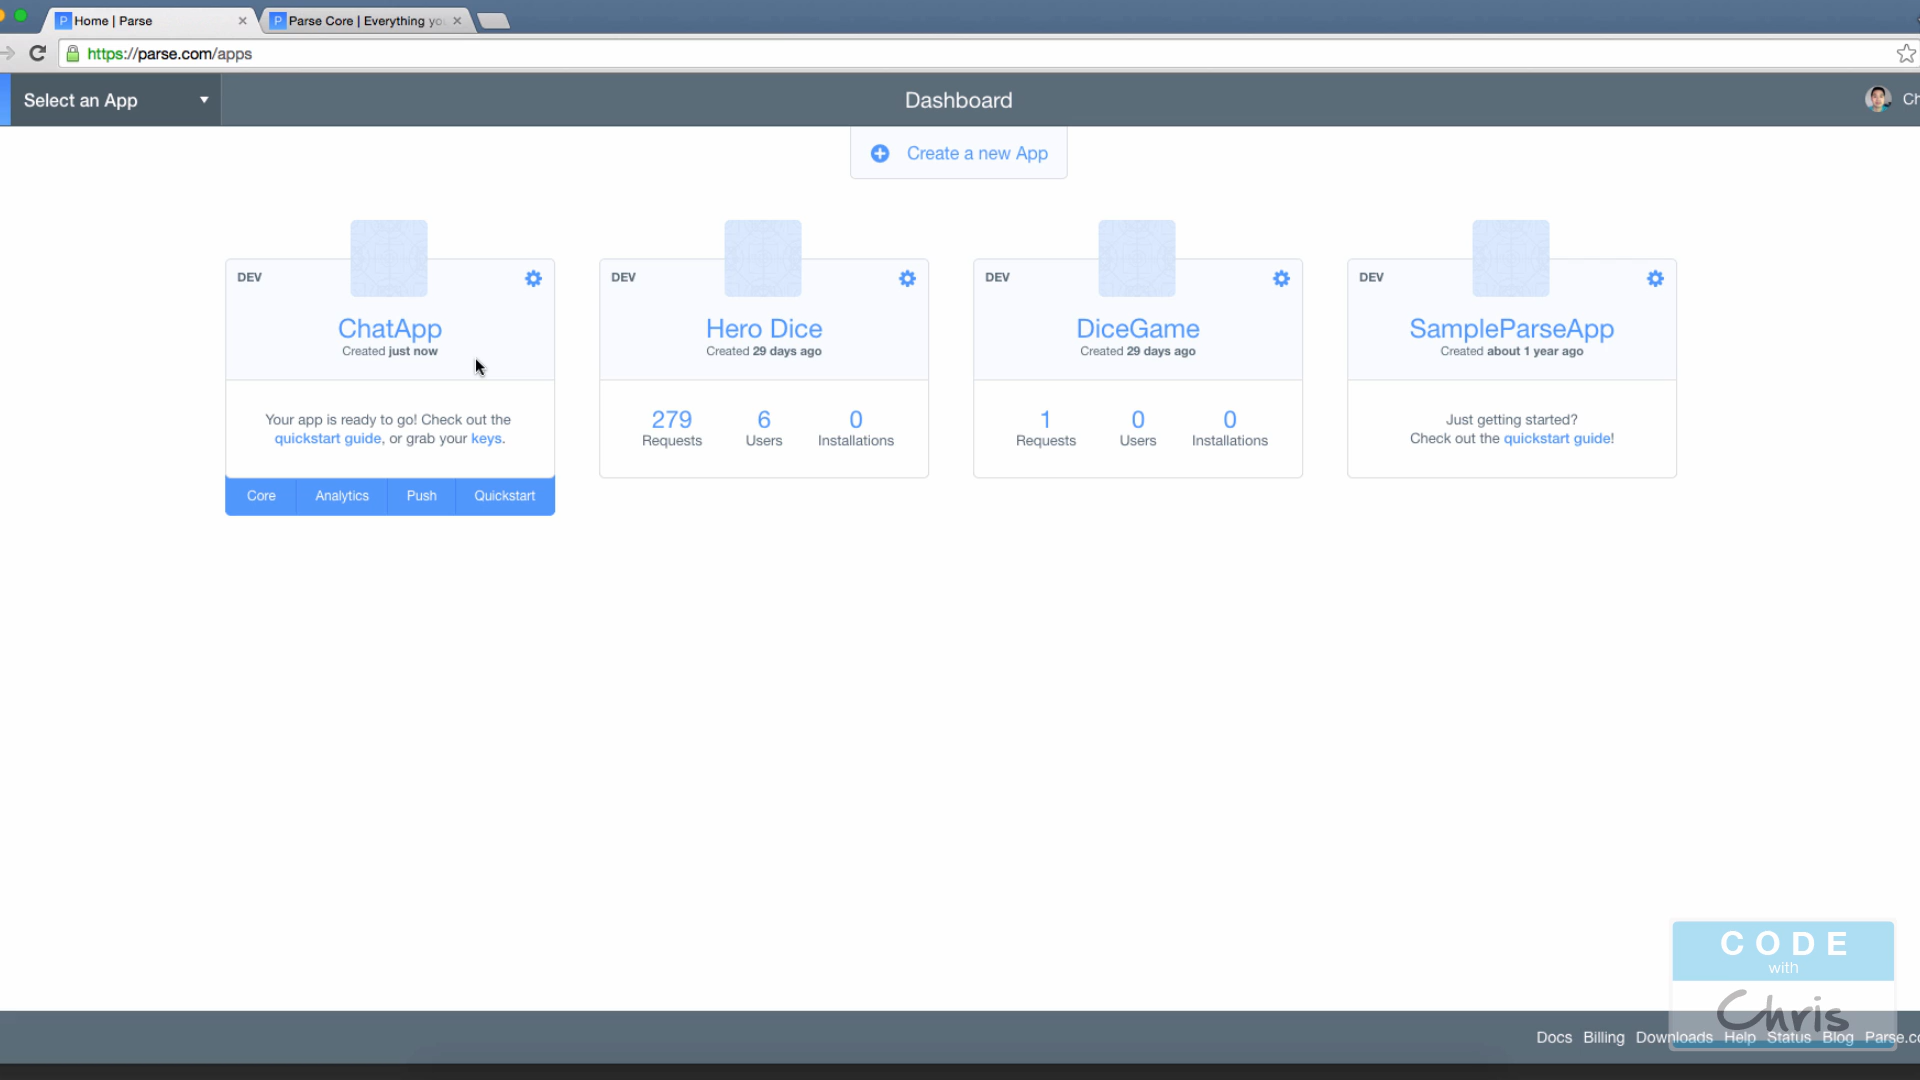 Home | Parse
Parse Core | Everything yo
https://parse.com/apps
Select an App
Dashboard
Ch
Create a new App
DEV
ChatApp
Created just now
Your app is ready to go! Check out the
quickstart guide, or grab your keys.
Core Analytics Push Quickstart
DEV
Hero Dice
Created 29 days ago
279 6 0
Requests Users Installations
DEV
DiceGame
Created 29 days ago
1 0 0
Requests Users Installations
DEV
SampleParseApp
Created about 1 year ago
Just getting started?
Check out the quickstart guide!
CODE
with
Chris
Docs Billing Downloads Help Status Blog Parse.co